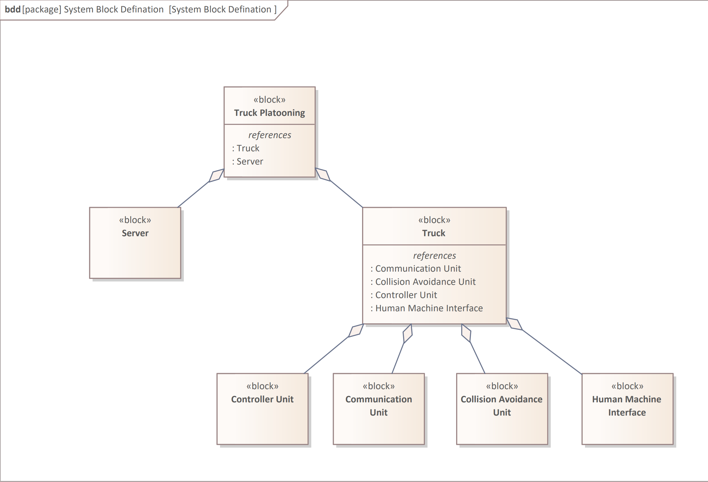 bdd [package] System Block Defination [System Block Defination ]
«block»
Truck Platooning
references
: Truck
: Server
«block»
Server
«block»
Truck
references
: Communication Unit
: Collision Avoidance Unit
: Controller Unit
: Human Machine Interface
«block»
Controller Unit
«block»
Communication
Unit
«block»
Collision Avoidance
Unit
«block»
Human Machine
Interface